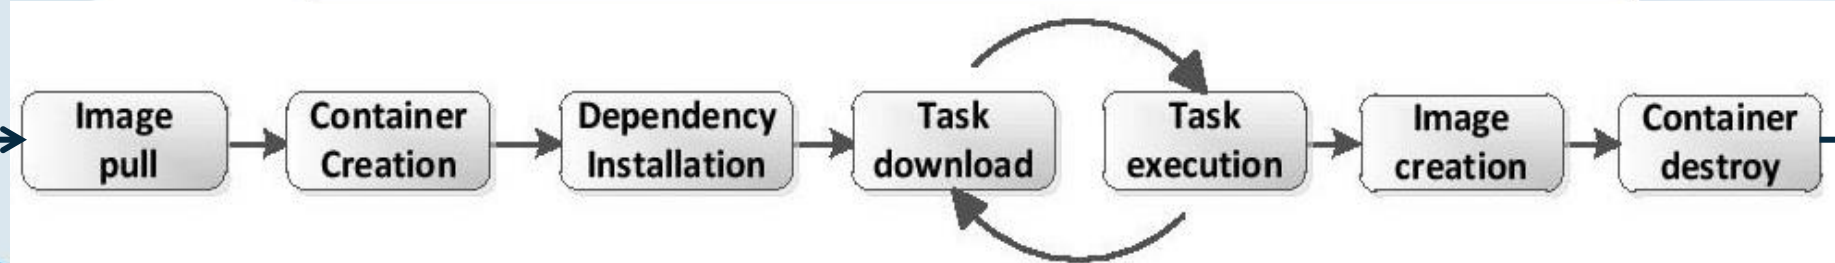 Image
pull
Container
Creation
Dependency
Installation
Task
download
Task
execution
Image
creation
Container
destroy